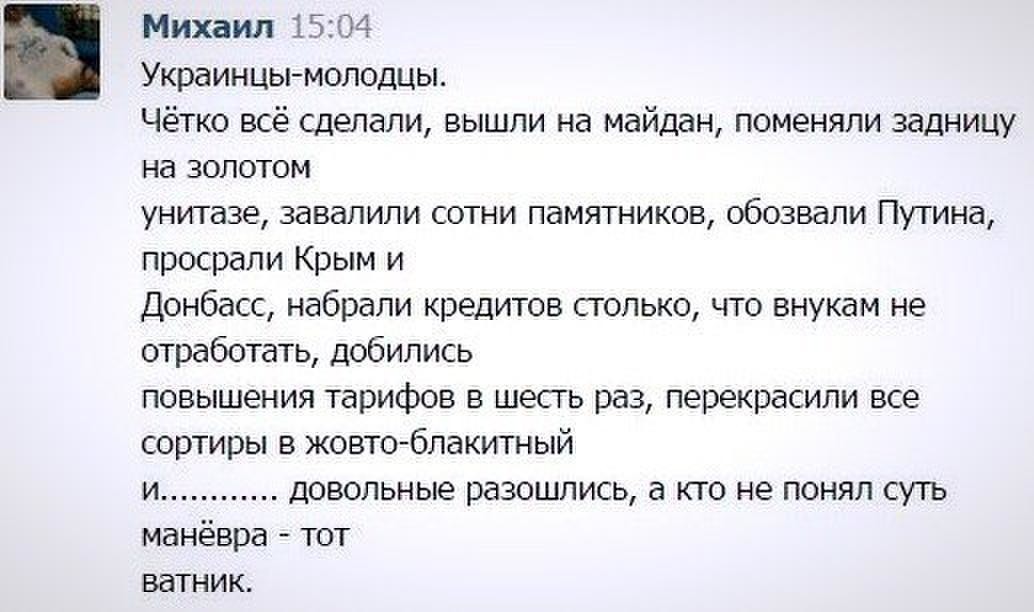 Михаил 15:04
Украинцы-молодцы.
Чётко всё сделали, вышли на майдан, поменяли задницу
на золотом
унитазе, завалили сотни памятников, обозвали Путина,
просрали Крым и
Донбасс, набрали кредитов столько, что внукам не
отработать, добились
повышения тарифов в шесть раз, перекрасили все
сортиры в жовто-блакитный
и............ довольные разошлись, а кто не понял суть
манёвра - тот
ватник.